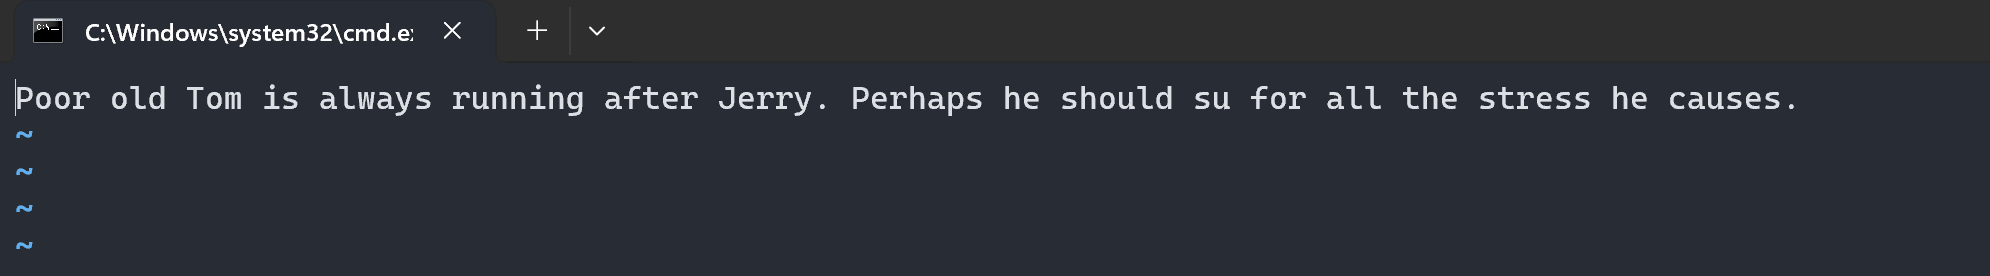 C:\Windows\system32\cmd.ex
Poor old Tom is always running after Jerry. Perhaps he should su for all the stress he causes.
~
~
~
~